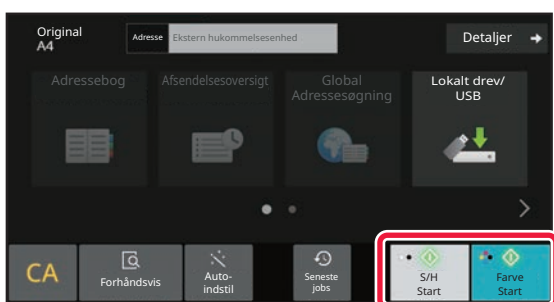 Original
A4
Adresse
Ekstern hukommelsesenhed
Detaljer
Adressebog
Afsendelsesoversigt
Global
Adressesøgning
Lokalt drev/
USB
CA
Forhåndsvis
Auto-
indstil
Seneste
jobs
S/H
Start
Farve
Start